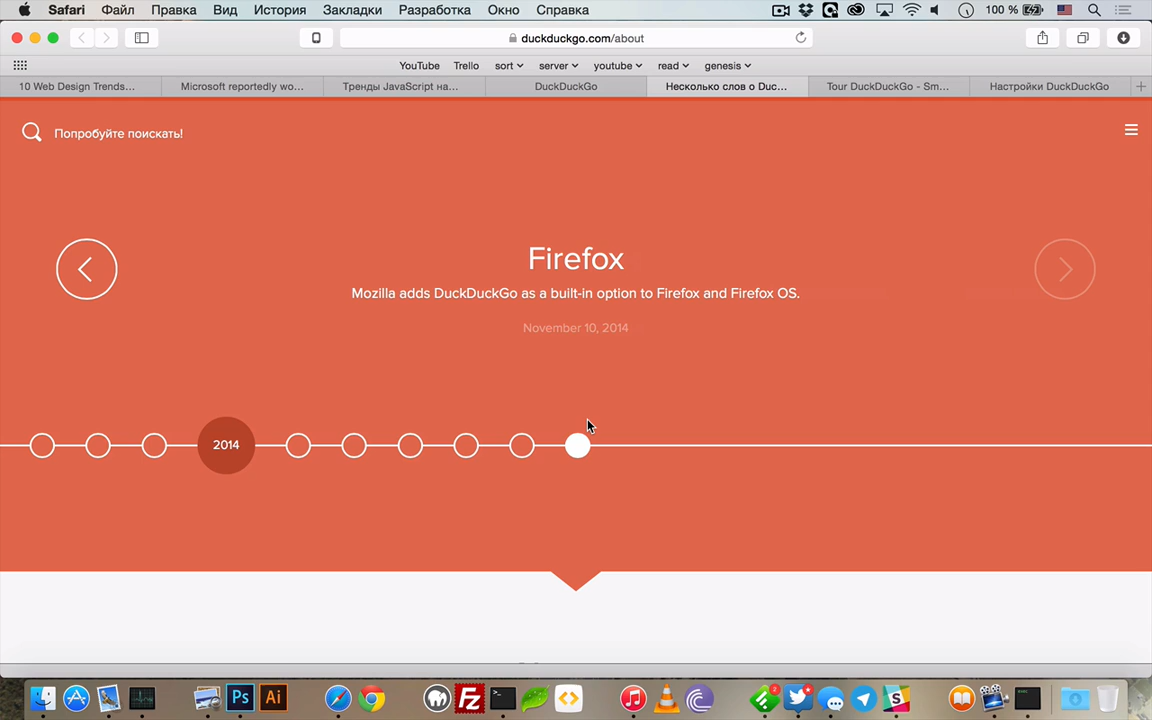 Safari Файл Правка Вид История Закладки Разработка Окно Справка 100 %
duckduckgo.com/about
YouTube Trello sort server youtube read genesis
10 Web Design Trends... Microsoft reportedly wo... Тренды JavaScript на... DuckDuckGo Несколько слов о Duc... Tour DuckDuckGo - Sm... Настройки DuckDuckGo
Попробуйте поискать!
Firefox
Mozilla adds DuckDuckGo as a built-in option to Firefox and Firefox OS.
November 10, 2014
2014
Ps Ai Fz